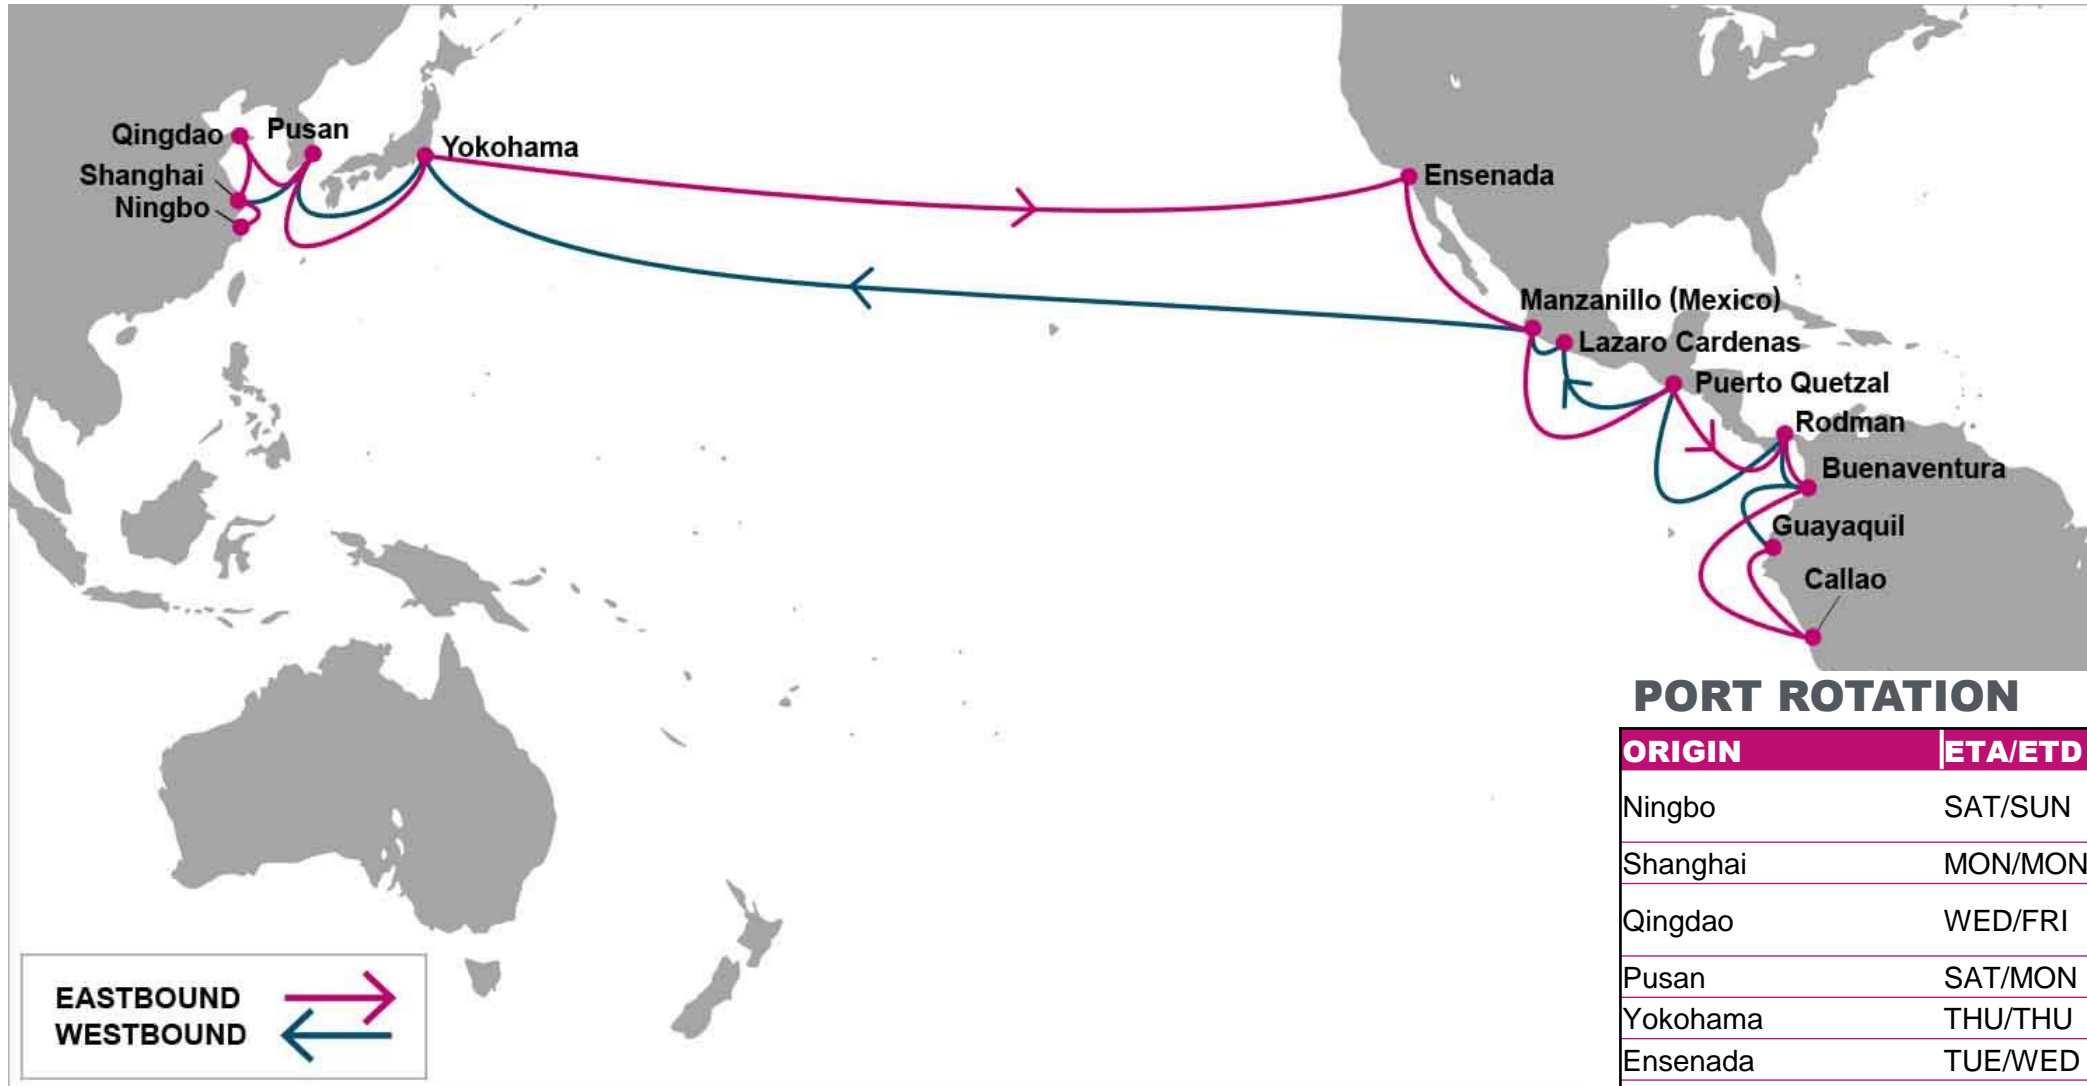 Qingdao
Pusan
Yokohama
Shanghai
Ningbo
Ensenada
Manzanillo (Mexico)
Lazaro Cardenas
Puerto Quetzal
Rodman
Buenaventura
Guayaquil
Callao
EASTBOUND
WESTBOUND
PORT ROTATION
ORIGIN ETA/ETD
Ningbo SAT/SUN
Shanghai MON/MON
Qingdao WED/FRI
Pusan SAT/MON
Yokohama THU/THU
Ensenada TUE/WED